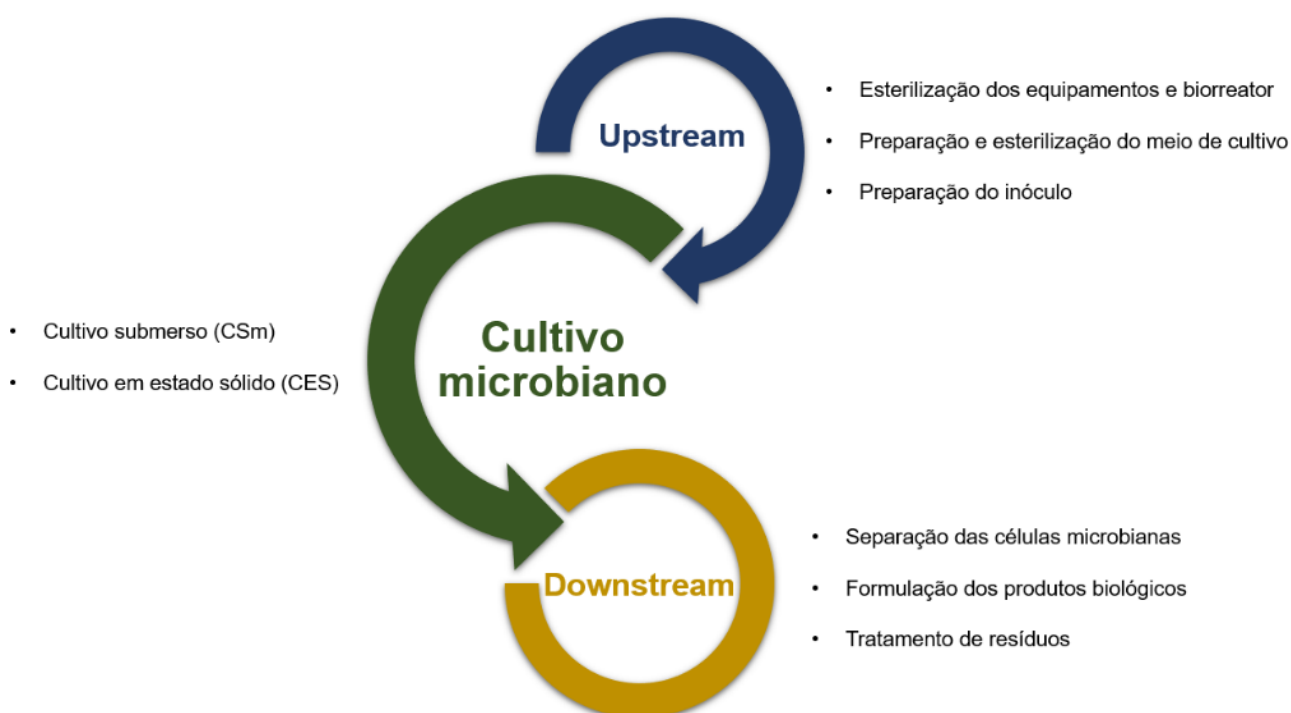 Upstream
• Esterilização dos equipamentos e biorreator
• Preparação e esterilização do meio de cultivo
• Preparação do inóculo
Cultivo
microbiano
• Cultivo submerso (CSm)
• Cultivo em estado sólido (CES)
Downstream
• Separação das células microbianas
• Formulação dos produtos biológicos
• Tratamento de resíduos